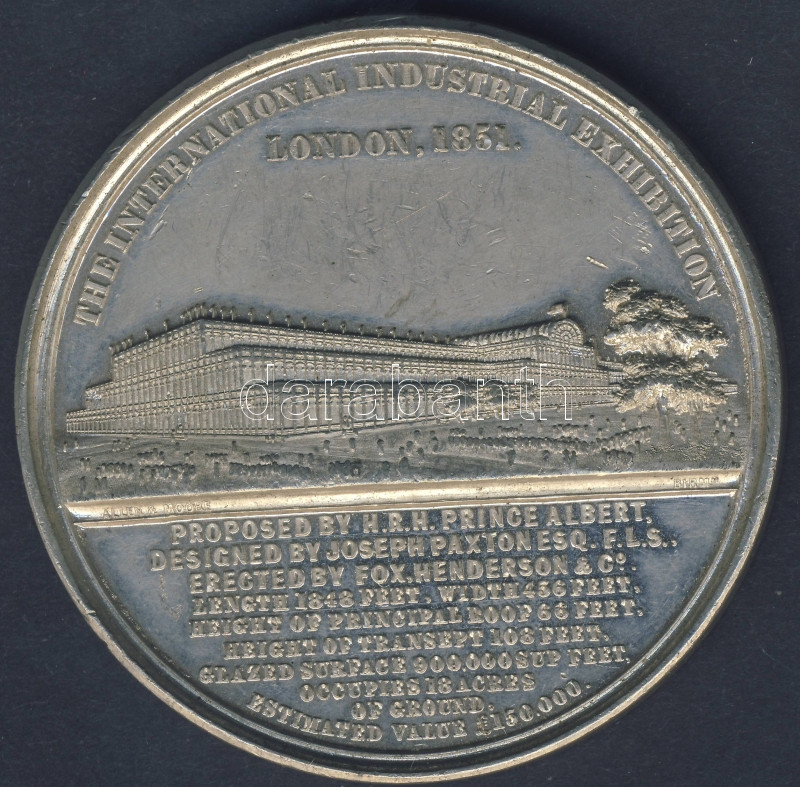 THE INTERNATIONAL INDUSTRIAL EXHIBITION
LONDON, 1851.
darabanth
ALLEN & MOORE
PROPOSED BY H.R.H. PRINCE ALBERT,
DESIGNED BY JOSEPH PAXTON ESQ. F.L.S.,
ERECTED BY FOX, HENDERSON & Co.
LENGTH 1848 FEET, WIDTH 456 FEET,
HEIGHT OF PRINCIPAL ROOF 66 FEET.
HEIGHT OF TRANSEPT 108 FEET.
GLAZED SURFACE 900,000 SUP FEET,
OCCUPIES 18 ACRES
OF GROUND,
ESTIMATED VALUE £150,000.